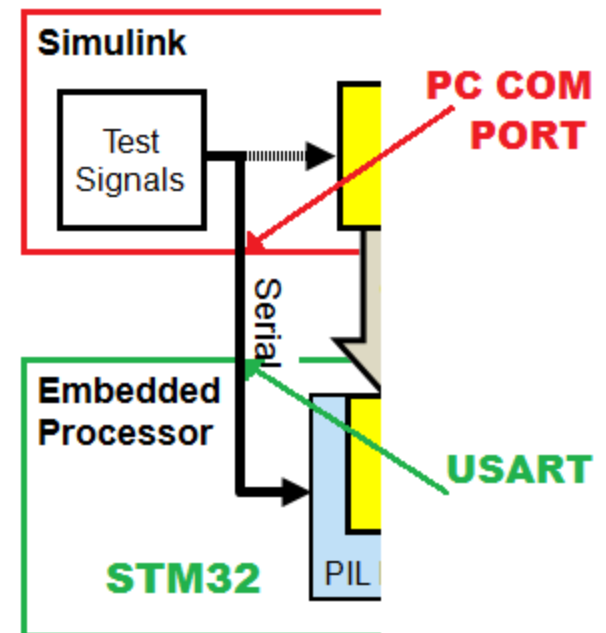 Simulink
PC COM
PORT
Test
Signals
Serial
Embedded
Processor
USART
STM32
PIL